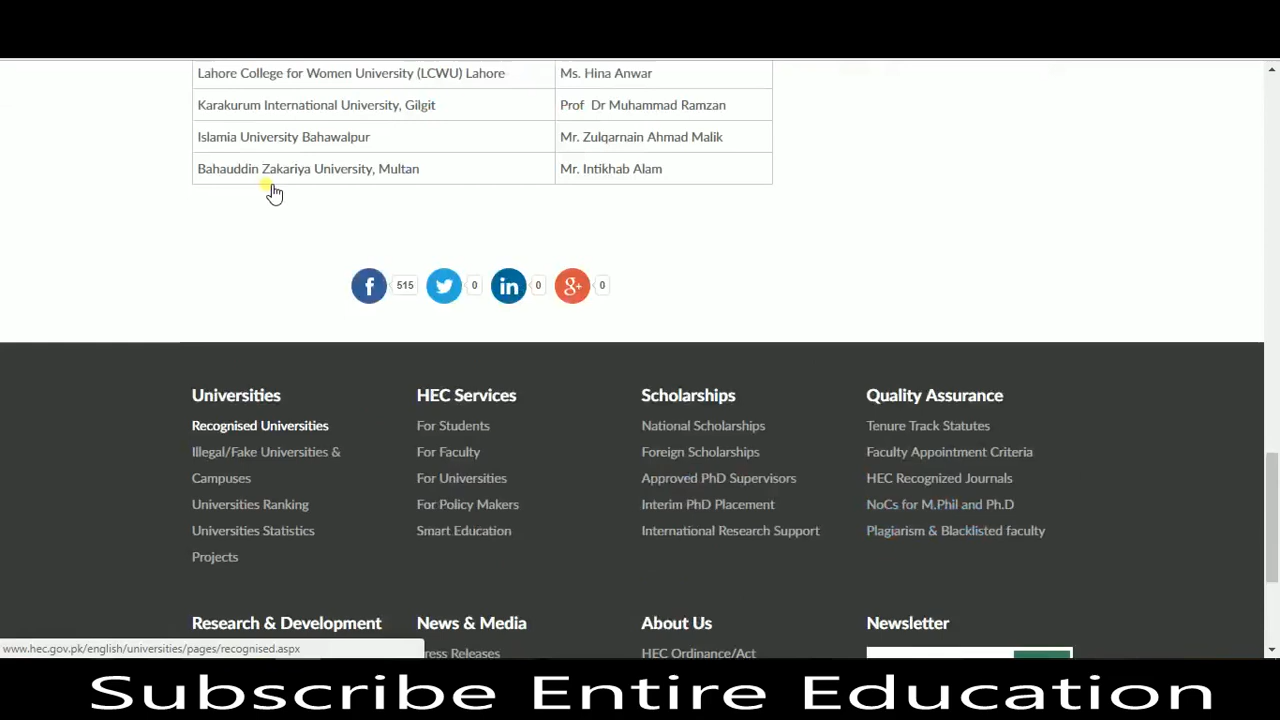 Lahore College for Women University (LCWU) Lahore Ms. Hina Anwar
Karakurum International University, Gilgit Prof Dr Muhammad Ramzan
Islamia University Bahawalpur Mr. Zulqarnain Ahmad Malik
Bahauddin Zakariya University, Multan Mr. Intikhab Alam
f 515 0 in 0 g+ 0
Universities HEC Services Scholarships Quality Assurance
Recognised Universities For Students National Scholarships Tenure Track Statutes
Illegal/Fake Universities & For Faculty Foreign Scholarships Faculty Appointment Criteria
Campuses For Universities Approved PhD Supervisors HEC Recognized Journals
Universities Ranking For Policy Makers Interim PhD Placement NoCs for M.Phil and Ph.D
Universities Statistics Smart Education International Research Support Plagiarism & Blacklisted faculty
Projects
Research & Development News & Media About Us Newsletter
www.hec.gov.pk/english/universities/pages/recognised.aspx Press Releases HEC Ordinance/Act
Subscribe Entire Education